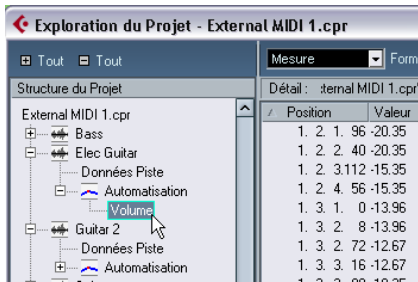 Exploration du Projet - External MIDI 1.cpr
Tout Tout
Mesure
Form
Structure du Projet
Détail : :ternal MIDI 1.cpr'
External MIDI 1.cpr
Position Valeur
Bass
Elec Guitar
Données Piste
Automatisation
Volume
Guitar 2
Données Piste
Automatisation
1. 2. 1. 96 -20.35
1. 2. 2. 40 -20.35
1. 2. 3.112 -15.35
1. 2. 4. 56 -15.35
1. 3. 1. 0 -13.96
1. 3. 2. 8 -13.96
1. 3. 2. 72 -12.67
1. 3. 3. 16 -12.67